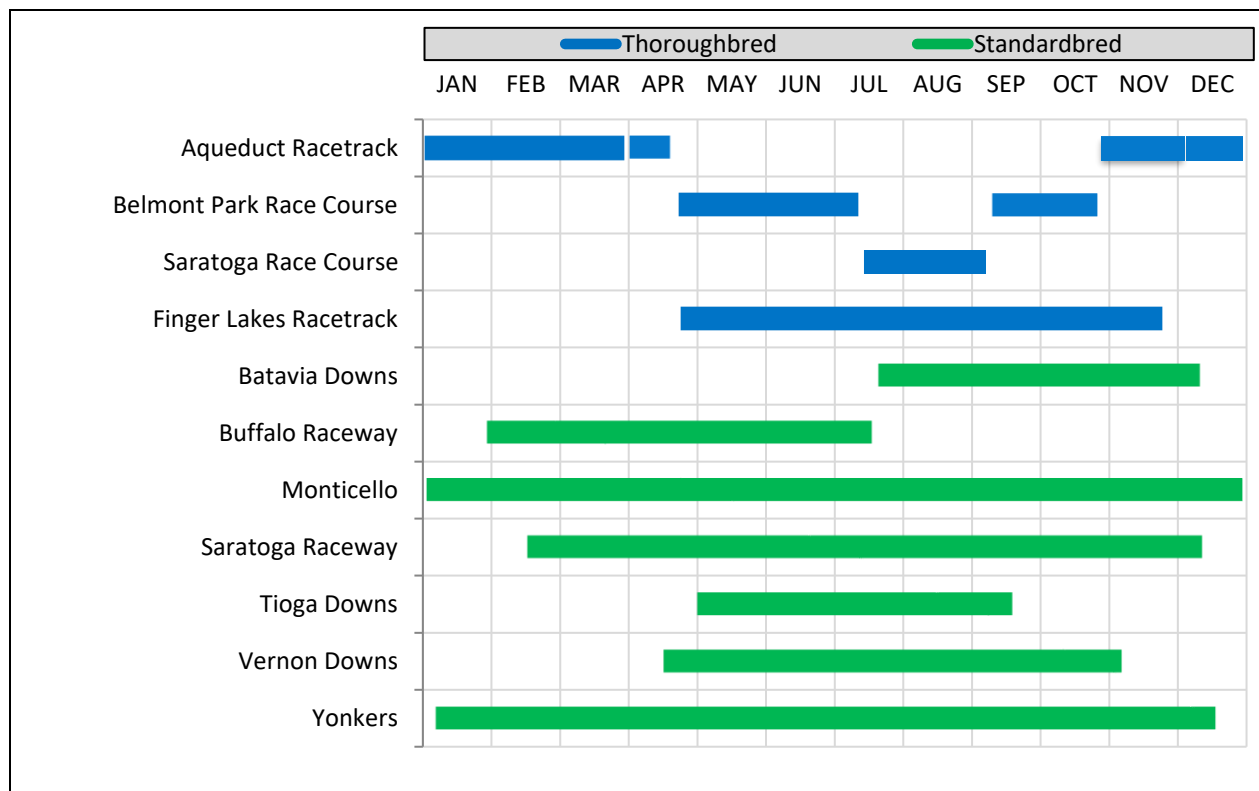 Thoroughbred Standardbred
JAN FEB MAR APR MAY JUN JUL AUG SEP OCT NOV DEC
Aqueduct Racetrack
Belmont Park Race Course
Saratoga Race Course
Finger Lakes Racetrack
Batavia Downs
Buffalo Raceway
Monticello
Saratoga Raceway
Tioga Downs
Vernon Downs
Yonkers